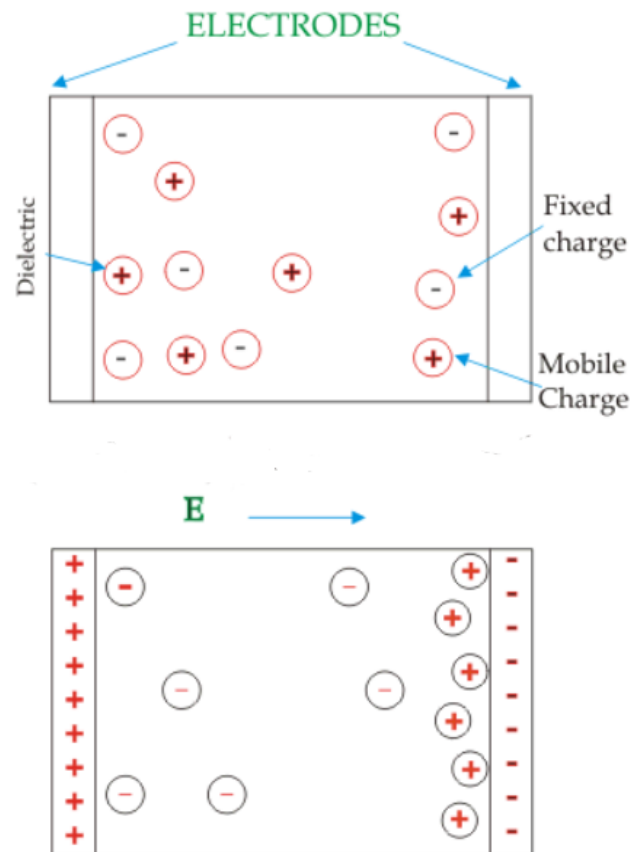 ELECTRODES
Dielectric
Fixed
charge
Mobile
Charge
E